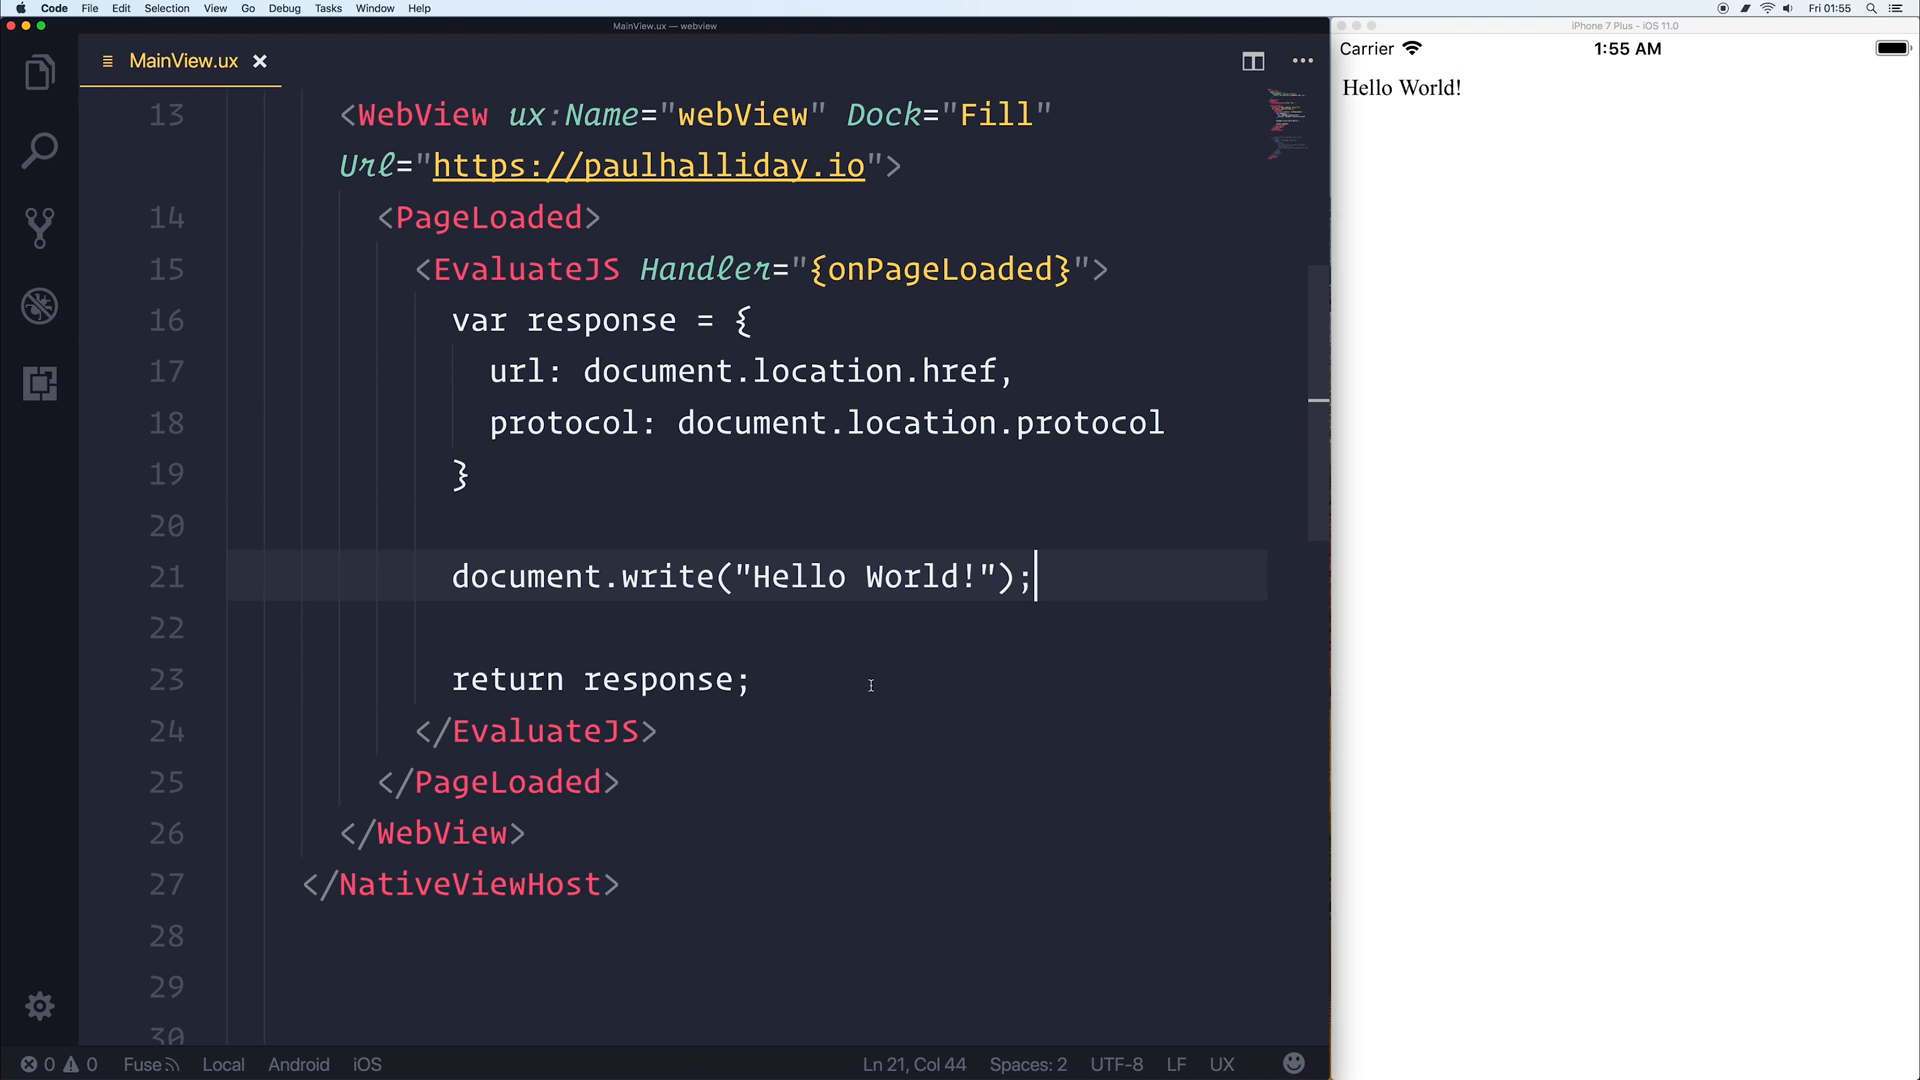 Code File Edit Selection View Go Debug Tasks Window Help
Fri 01:55
MainView.ux — webview
iPhone 7 Plus - iOS 11.0
MainView.ux
Carrier 1:55 AM
Hello World!
13 <WebView ux:Name="webView" Dock="Fill"
Url="https://paulhalliday.io">
14 <PageLoaded>
15 <EvaluateJS Handler="{onPageLoaded}">
16 var response = {
17 url: document.location.href,
18 protocol: document.location.protocol
19 }
20
21 document.write("Hello World!");
22
23 return response;
24 </EvaluateJS>
25 </PageLoaded>
26 </WebView>
27 </NativeViewHost>
28
29
30
0 0 Fuse Local Android iOS Ln 21, Col 44 Spaces: 2 UTF-8 LF UX